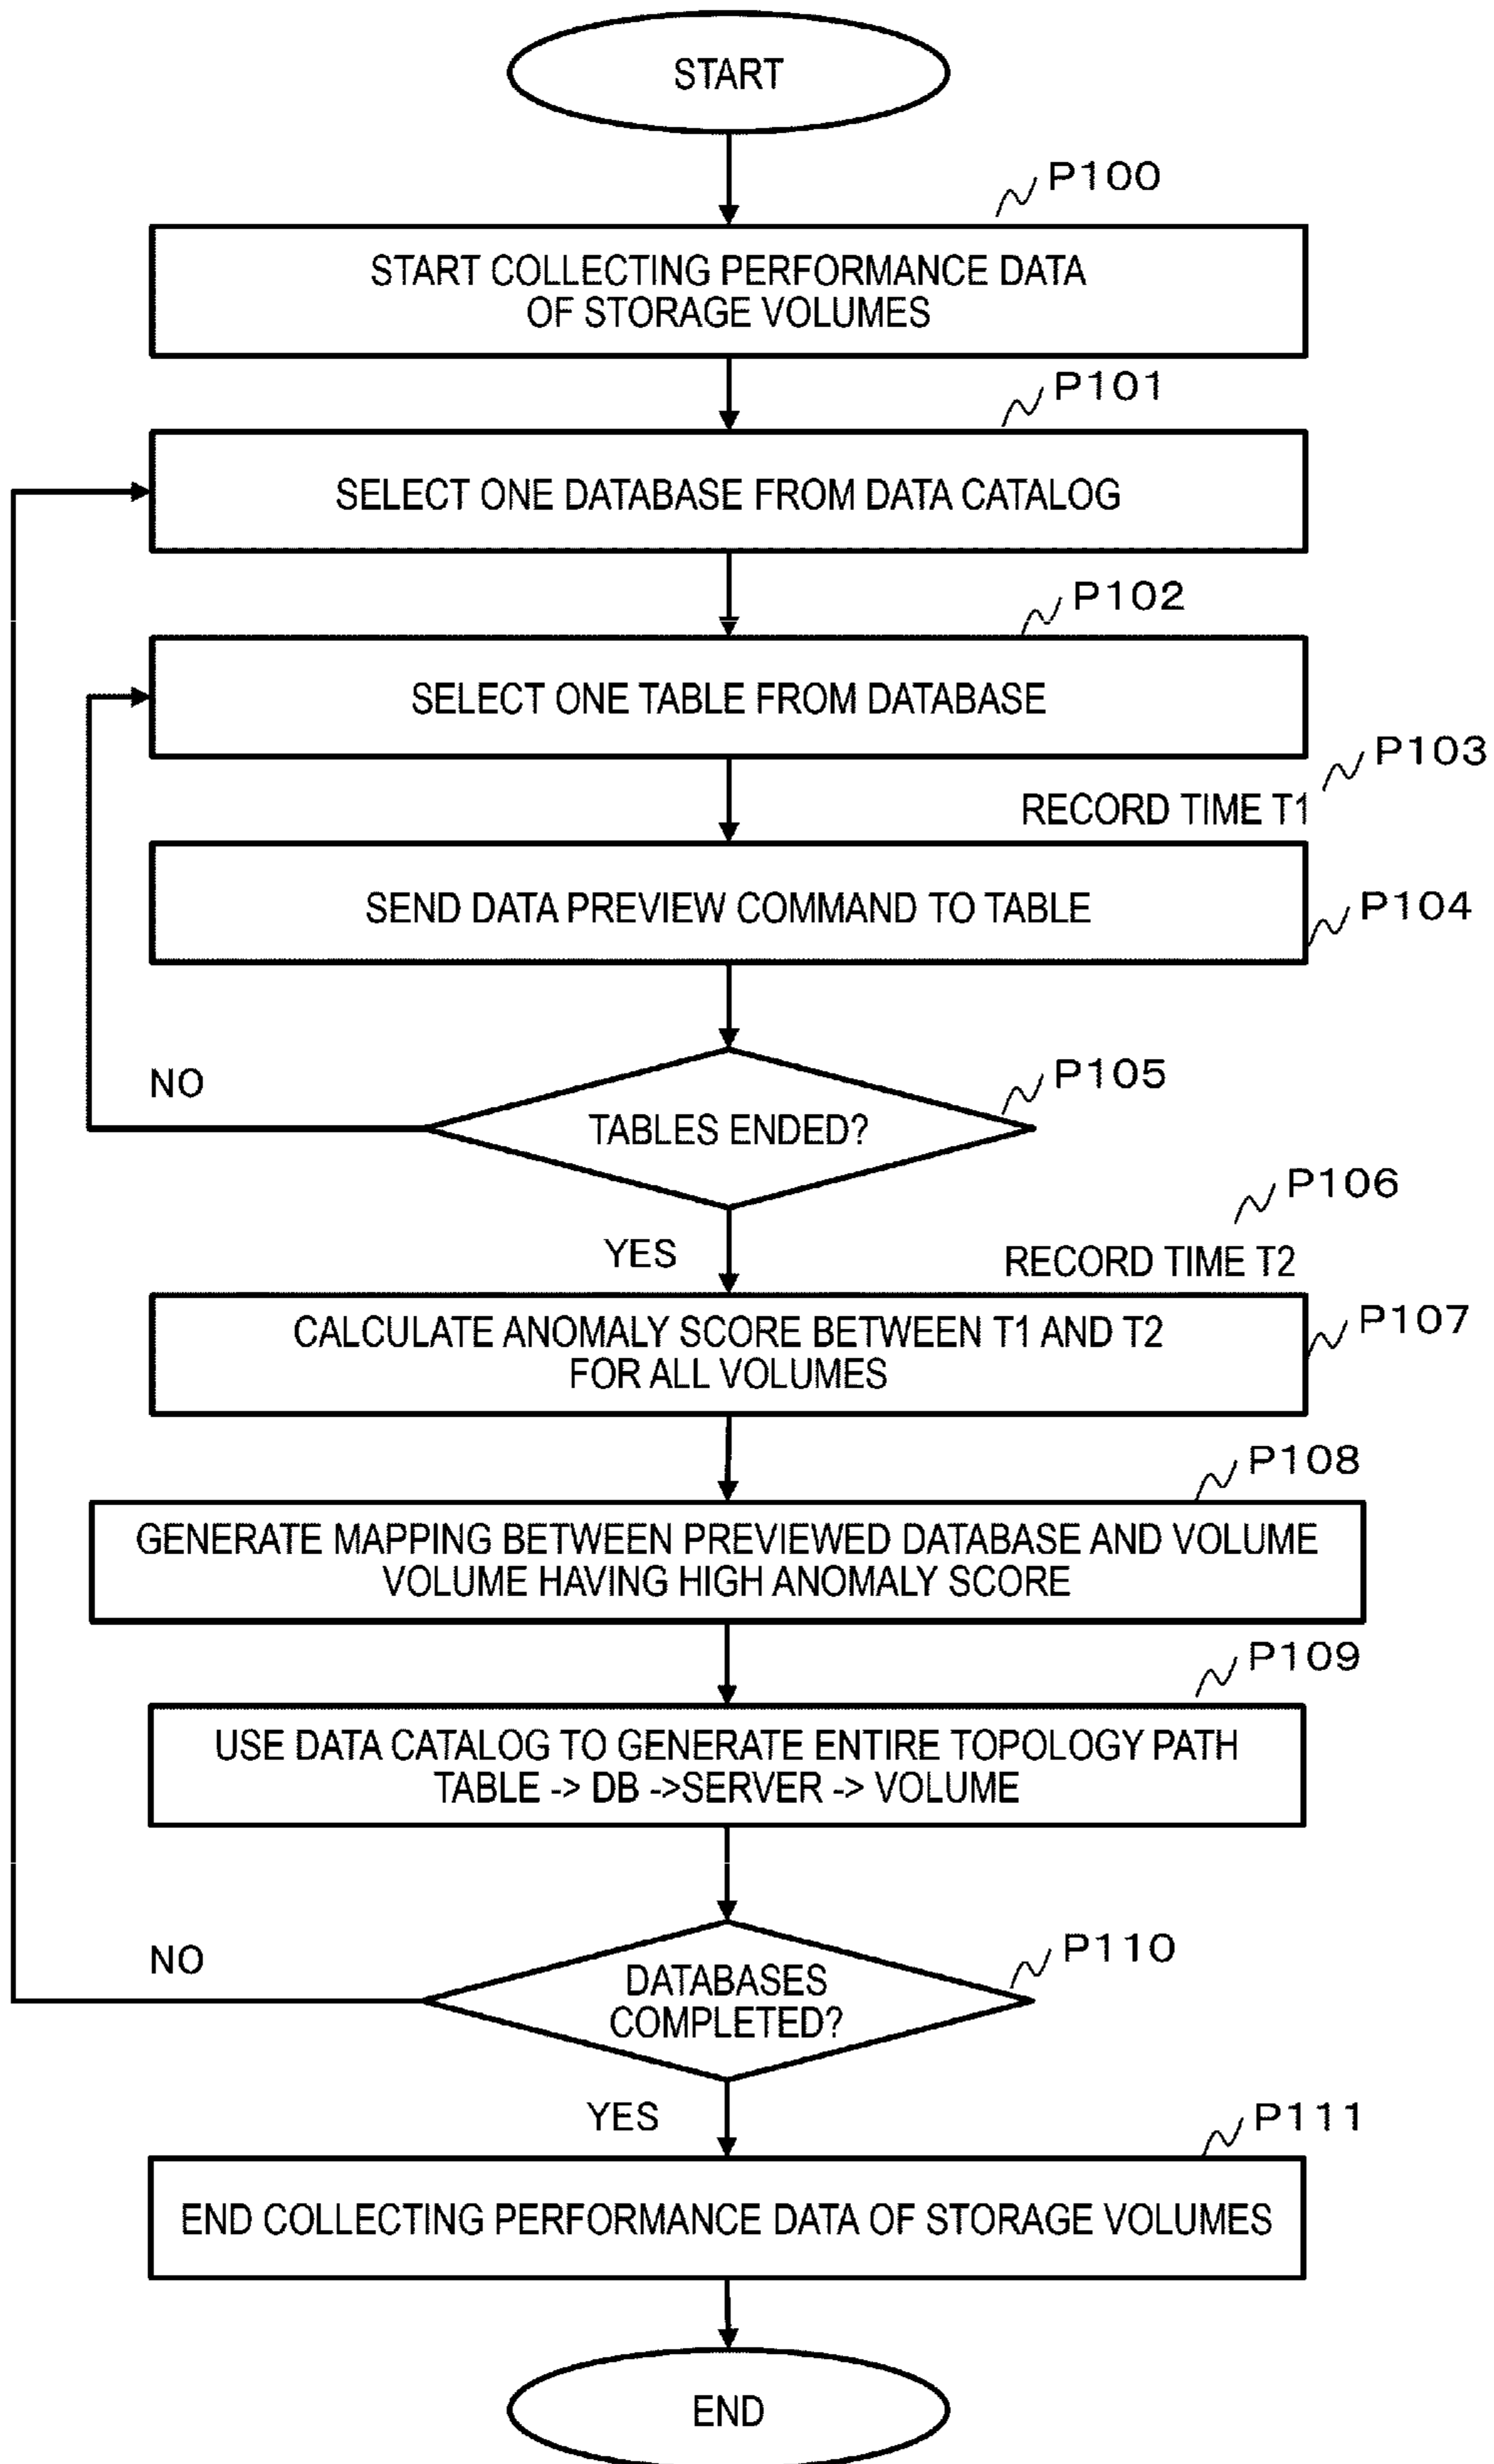 START
P100
START COLLECTING PERFORMANCE DATA
OF STORAGE VOLUMES
P101
SELECT ONE DATABASE FROM DATA CATALOG
P102
SELECT ONE TABLE FROM DATABASE
P103
RECORD TIME T1
SEND DATA PREVIEW COMMAND TO TABLE
P104
NO
P105
TABLES ENDED?
P106
YES
RECORD TIME T2
CALCULATE ANOMALY SCORE BETWEEN T1 AND T2
FOR ALL VOLUMES
P107
P108
GENERATE MAPPING BETWEEN PREVIEWED DATABASE AND VOLUME
VOLUME HAVING HIGH ANOMALY SCORE
P109
USE DATA CATALOG TO GENERATE ENTIRE TOPOLOGY PATH
TABLE -> DB ->SERVER -> VOLUME
NO
P110
DATABASES
COMPLETED?
YES
P111
END COLLECTING PERFORMANCE DATA OF STORAGE VOLUMES
END